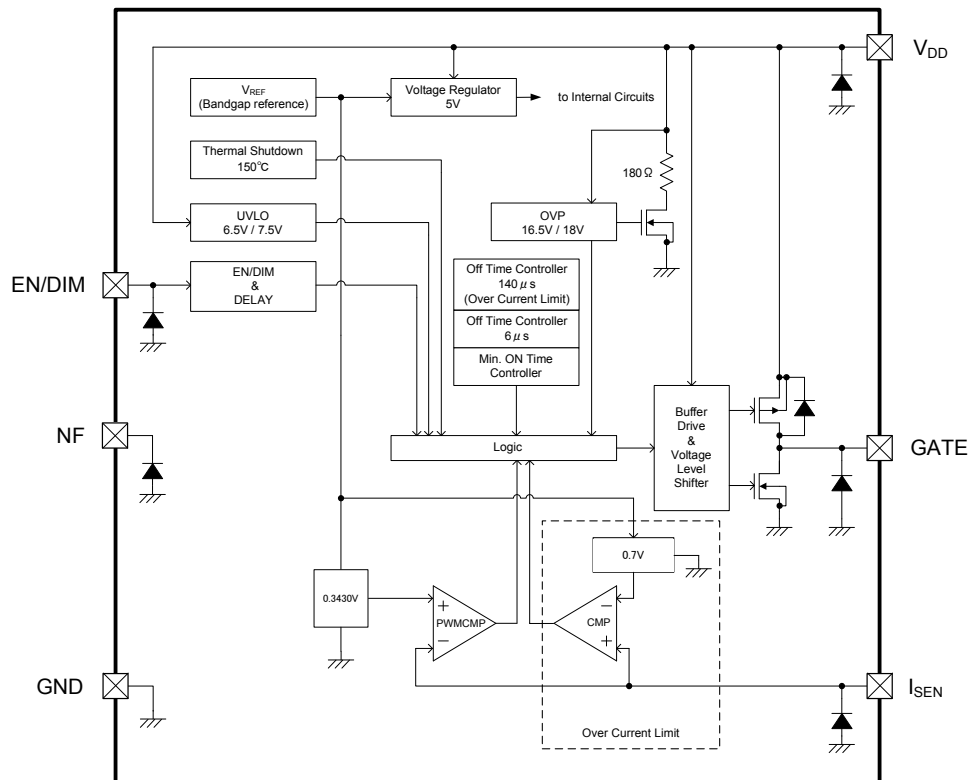 V_DD
V_REF
(Bandgap reference)
Voltage Regulator
5V
to Internal Circuits
Thermal Shutdown
150℃
180Ω
UVLO
6.5V / 7.5V
OVP
16.5V / 18V
EN/DIM
EN/DIM
&
DELAY
Off Time Controller
140μs
(Over Current Limit)
Off Time Controller
6μs
Min. ON Time
Controller
NF
Logic
Buffer
Drive
&
Voltage
Level
Shifter
GATE
0.7V
0.3430V
+
PWMCMP
−
−
CMP
+
GND
I_SEN
Over Current Limit